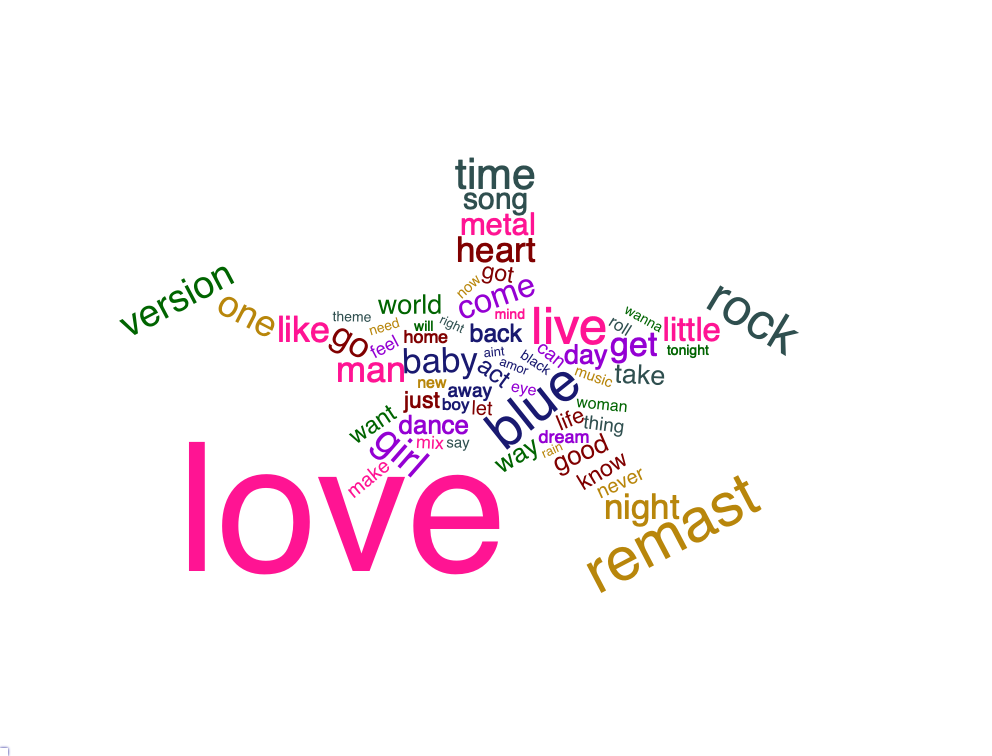 time
song
metal
heart
got
now
come
version
one
like
theme
world
need
go
feel
will
home
right
mind
back
live
roll
wanna
little
rock
tonight
get
day
can
man
baby
aint
amor
black
act
eye
music
take
new
away
just
boy
let
blue
woman
life
thing
want
dance
girl
mix
say
dream
way
rain
good
know
never
make
love
night
remast